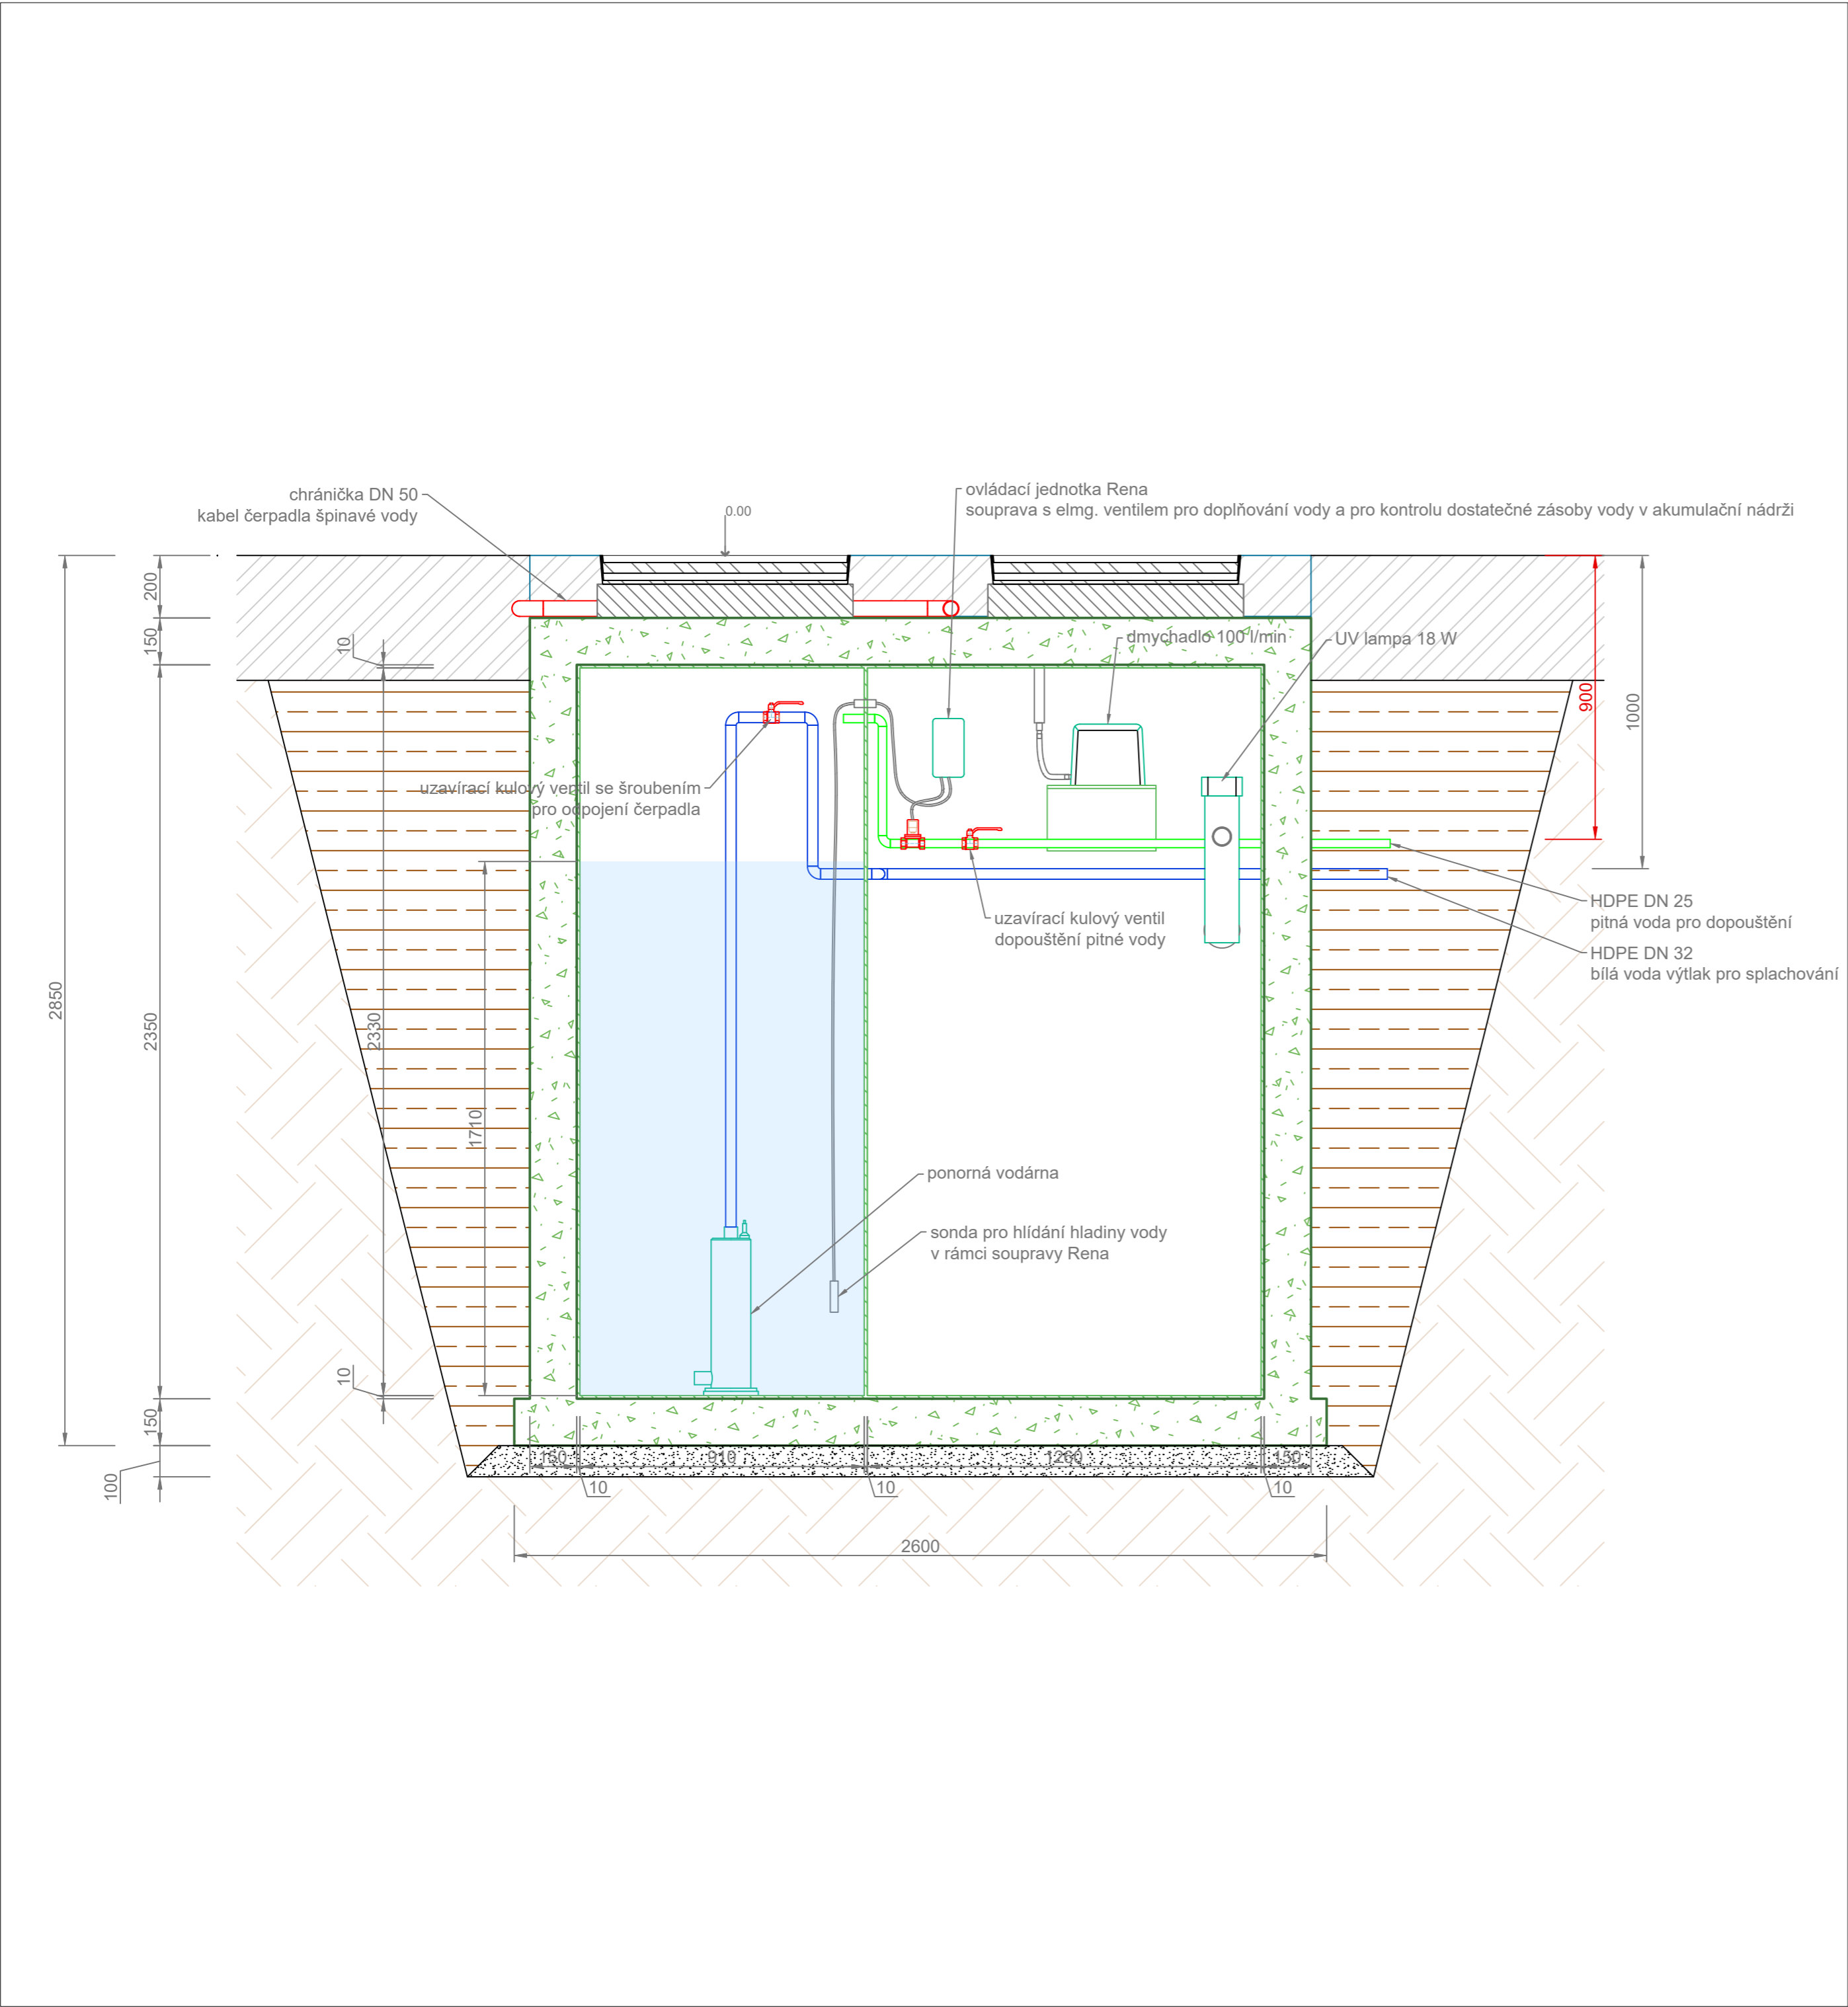 chránička DN 50
kabel čerpadla špinavé vody
0.00
ovládací jednotka Rena
souprava s elmg. ventilem pro doplňování vody a pro kontrolu dostatečné zásoby vody v akumulační nádrži
dmychadlo 100 l/min
UV lampa 18 W
uzavírací kulový ventil se šroubením
pro odpojení čerpadla
uzavírací kulový ventil
dopouštění pitné vody
HDPE DN 25
pitná voda pro dopouštění
HDPE DN 32
bílá voda výtlak pro splachování
ponorná vodárna
sonda pro hlídání hladiny vody
v rámci soupravy Rena
2850
200
150
2350
150
100
10
2330
10
1710
900
1000
150
910
1260
150
10
10
10
2600